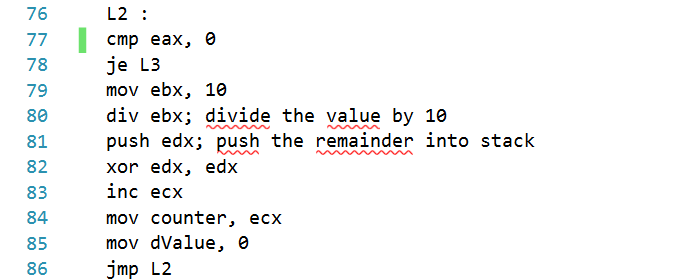 76 L2 :
77 cmp eax, 0
78 je L3
79 mov ebx, 10
80 div ebx; divide the value by 10
81 push edx; push the remainder into stack
82 xor edx, edx
83 inc ecx
84 mov counter, ecx
85 mov dValue, 0
86 jmp L2